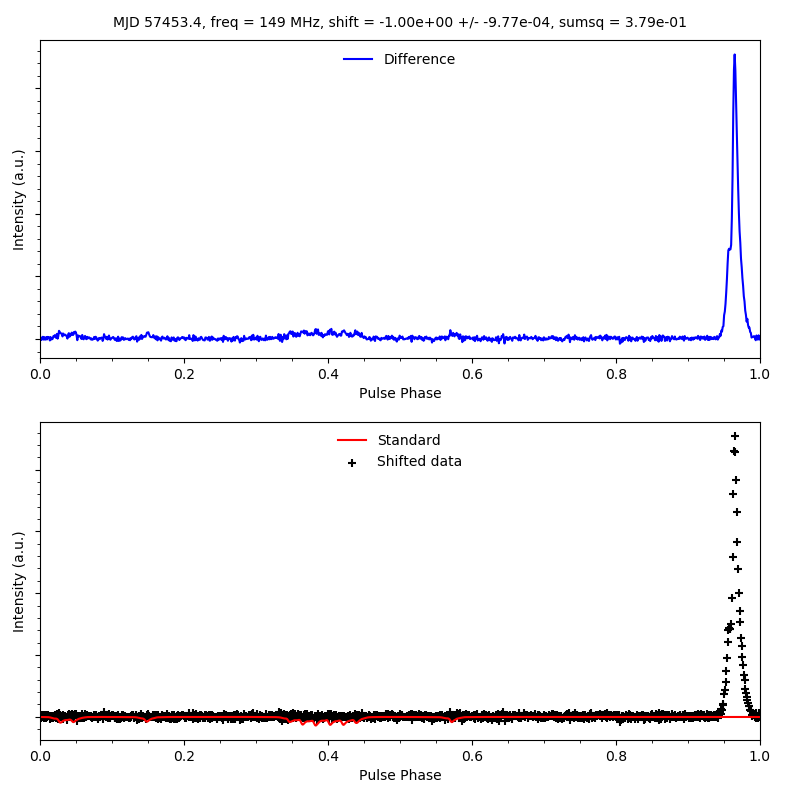 MJD 57453.4, freq = 149 MHz, shift = -1.00e+00 +/- -9.77e-04, sumsq = 3.79e-01
Difference
Intensity (a.u.)
0.0 0.2 0.4 0.6 0.8 1.0
Pulse Phase
Standard
Shifted data
Intensity (a.u.)
0.0 0.2 0.4 0.6 0.8 1.0
Pulse Phase